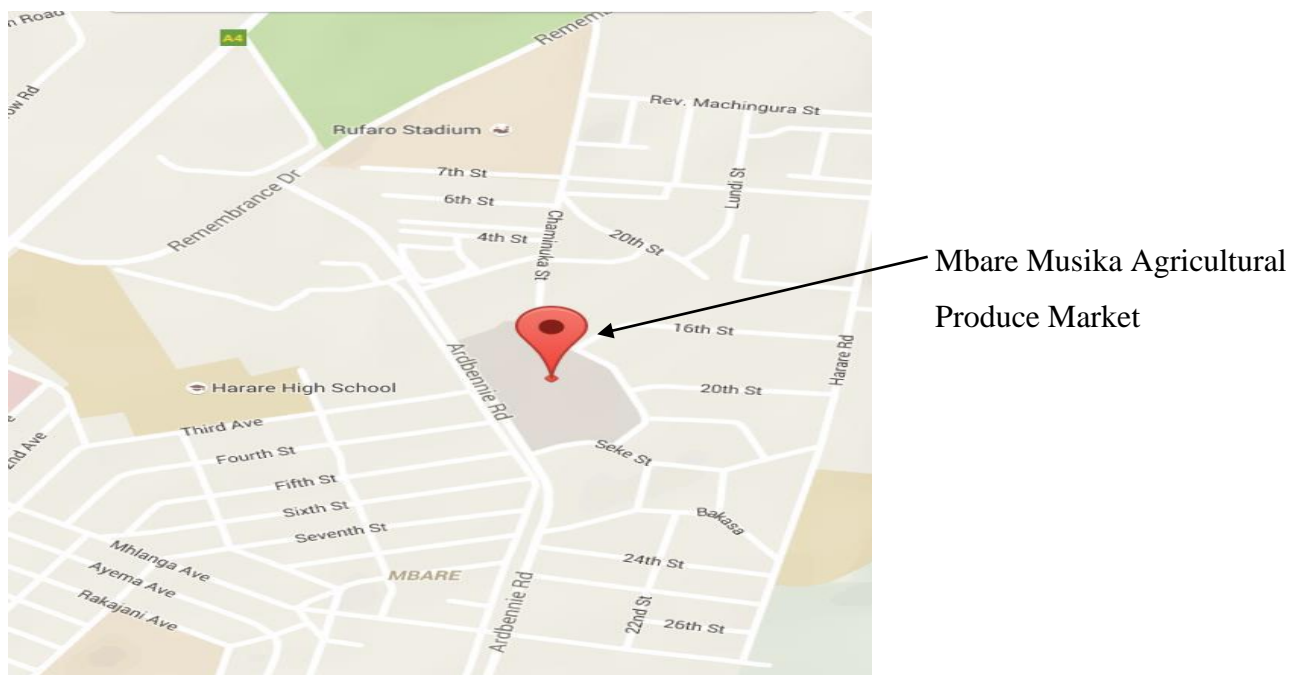 A4
Rufaro Stadium
Rev. Machingura St
7th St
Lundi St
6th St
Remembrance Dr
4th St
Chaminuka St
20th St
Mbare Musika Agricultural
Produce Market
16th St
Harare Rd
Ardbennie Rd
Harare High School
20th St
Third Ave
Seke St
Fourth St
Fifth St
Sixth St
Bakasa
Seventh St
Mhlanga Ave
24th St
Ayema Ave
MBARE
Ardbennie Rd
Rakajani Ave
22nd St
26th St